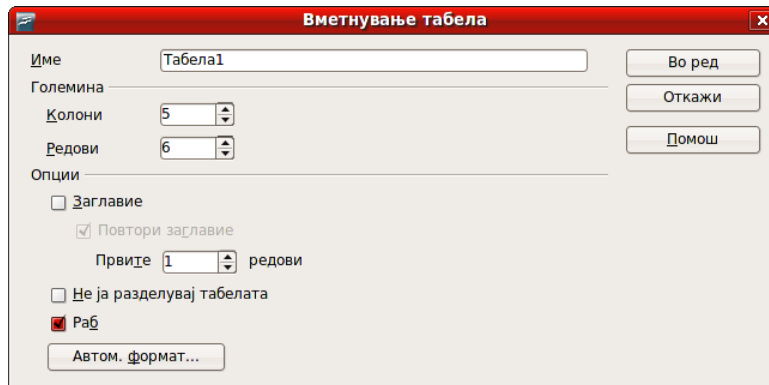 Вметнување табела
Име Табела1 Во ред
Големина Откажи
Колони 5
Редови 6 Помош
Опции
Заглавие
Повтори заглавие
Првите 1 редови
Не ја разделувај табелата
Раб
Автом. формат...